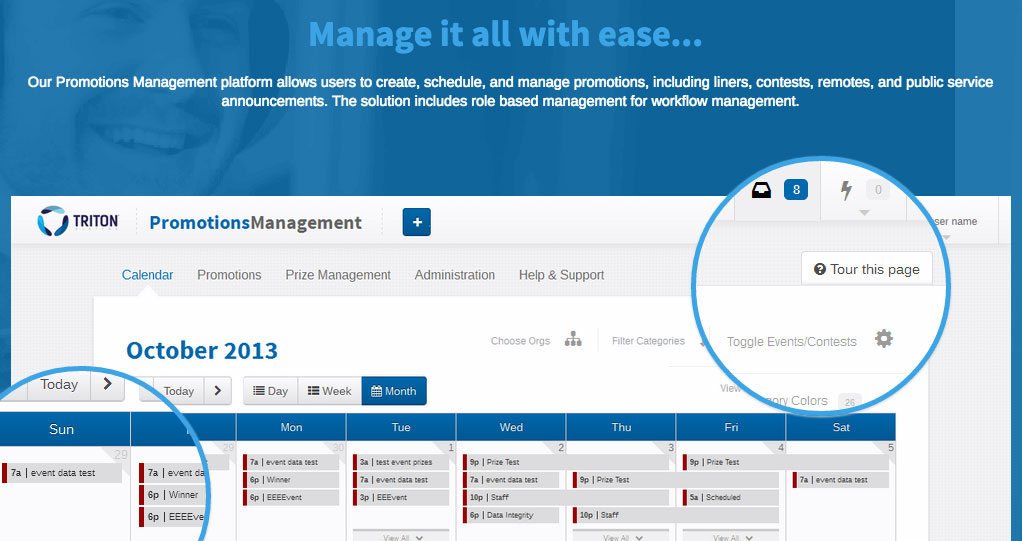 Manage it all with ease...
Our Promotions Management platform allows users to create, schedule, and manage promotions, including liners, contests, remotes, and public service
announcements. The solution includes role based management for workflow management.
TRITON
PromotionsManagement
+
8
0
name
Tour this page
Calendar
Promotions
Prize Management
Administration
Help & Support
October 2013
Choose Orgs
Filter Categories
Toggle Events/Contests
View
Colors
26
Today
Today
Day
Week
Month
Sun
Mon
Tue
Wed
Thu
Fri
Sat
29
29
30
1
2
3
4
5
7a | event data test
7a | event da
6p | Winner
6p | EEEEve
7a | event data test
6p | Winner
6p | EEEEvent
3a | test event prizes
7a | event data test
3p | EEEvent
View All
9p | Prize Test
7a | event data test
10p | Staff
6p | Data Integrity
9p | Prize Test
10p | Staff
View All
9p | Prize Test
5a | Scheduled
View All
7a | event data test